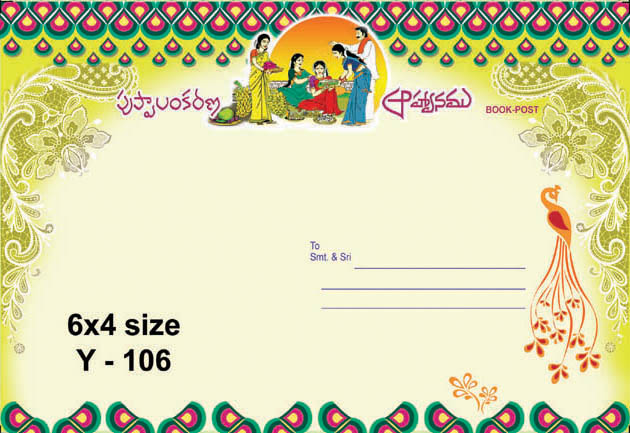 పుష్పాలంకరణ ఆహ్వానము
BOOK-POST
To
Smt. & Sri
6x4 size
Y - 106